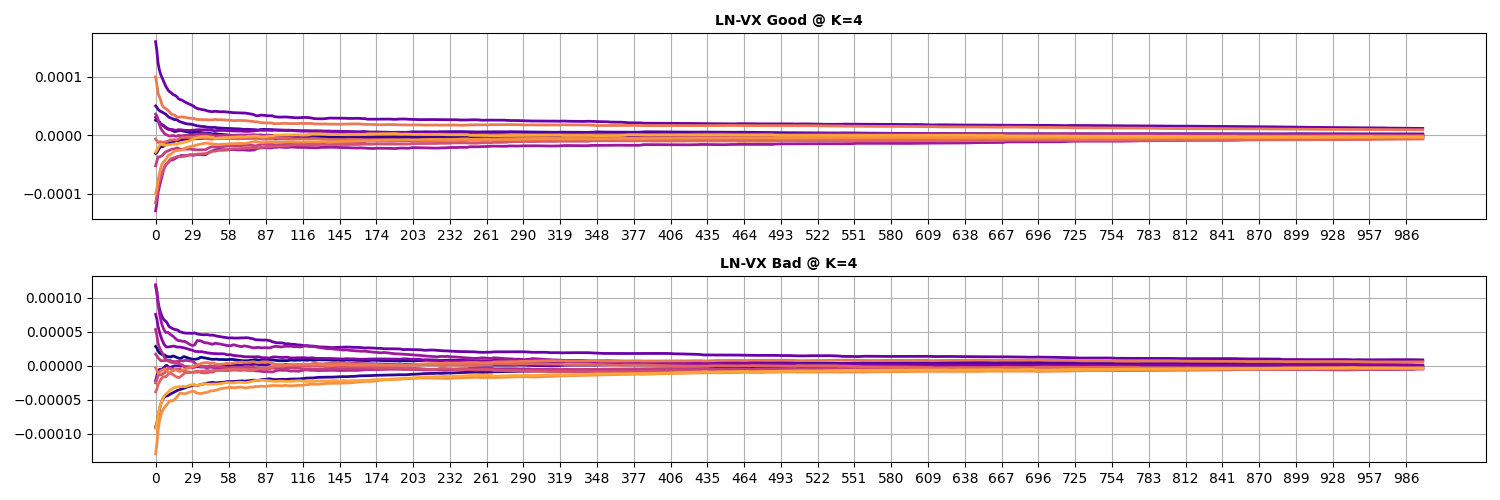 LN-VX Good @ K=4
0.0001
0.0000
−0.0001
0 29 58 87 116 145 174 203 232 261 290 319 348 377 406 435 464 493 522 551 580 609 638 667 696 725 754 783 812 841 870 899 928 957 986
LN-VX Bad @ K=4
0.00010
0.00005
0.00000
−0.00005
−0.00010
0 29 58 87 116 145 174 203 232 261 290 319 348 377 406 435 464 493 522 551 580 609 638 667 696 725 754 783 812 841 870 899 928 957 986